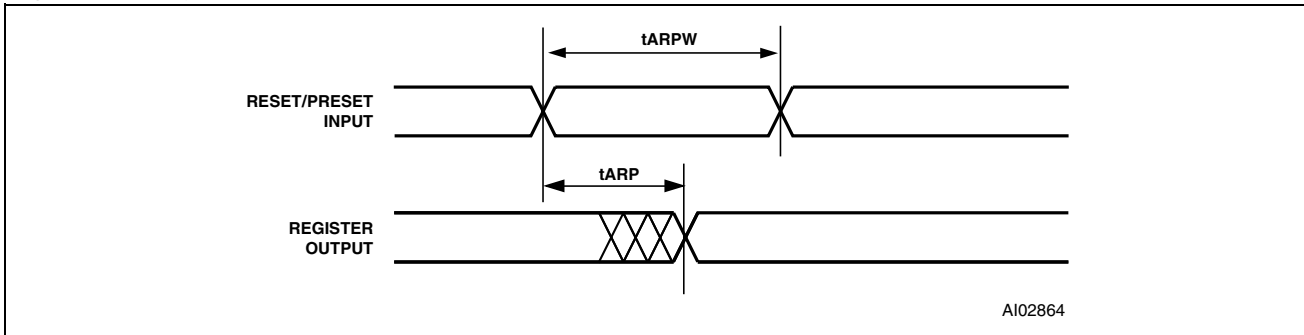 tARPW
RESET/PRESET
INPUT
tARP
REGISTER
OUTPUT
AI02864